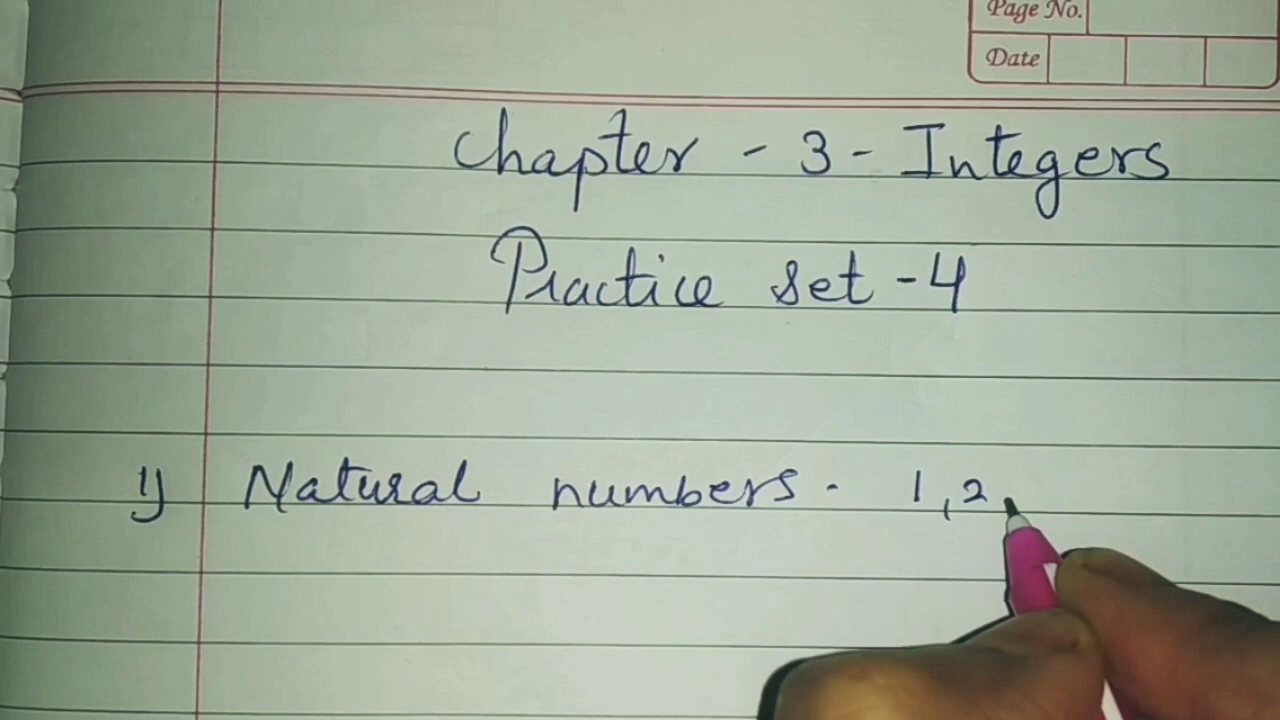 Page No.
Date
Chapter - 3 - Integers
Practice set - 4
1) Natural numbers - 1, 2